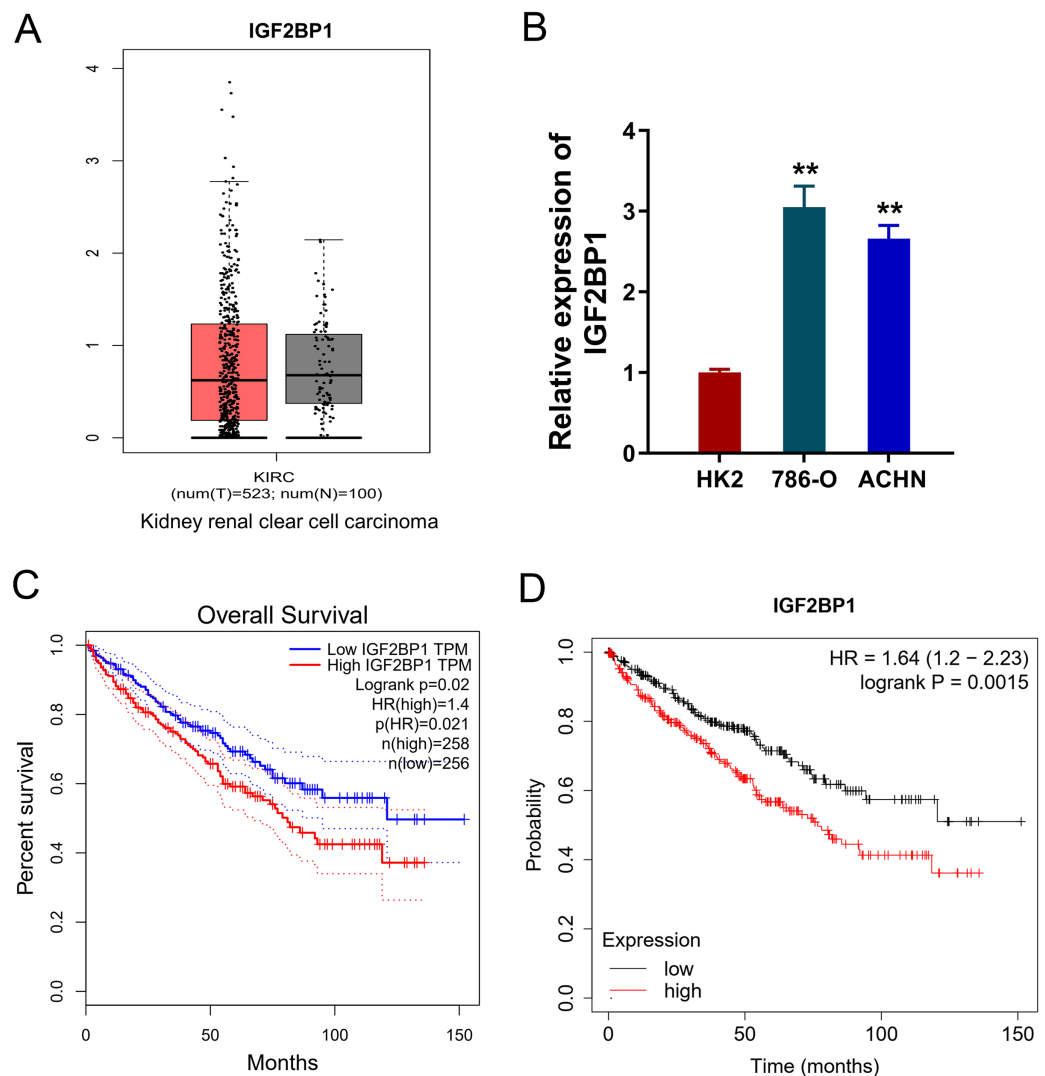 A
IGF2BP1
4
3
2
1
0
KIRC
(num(T)=523; num(N)=100)
Kidney renal clear cell carcinoma
B
Relative expression of
IGF2BP1
4
3
2
1
0
**
**
HK2 786-O ACHN
C
Overall Survival
Low IGF2BP1 TPM
High IGF2BP1 TPM
Logrank p=0.02
HR(high)=1.4
p(HR)=0.021
n(high)=258
n(low)=256
Percent survival
1.0
0.8
0.6
0.4
0.2
0.0
0 50 100 150
Months
D
IGF2BP1
HR = 1.64 (1.2 − 2.23)
logrank P = 0.0015
Probability
1.0
0.8
0.6
0.4
0.2
0.0
Expression
low
high
0 50 100 150
Time (months)